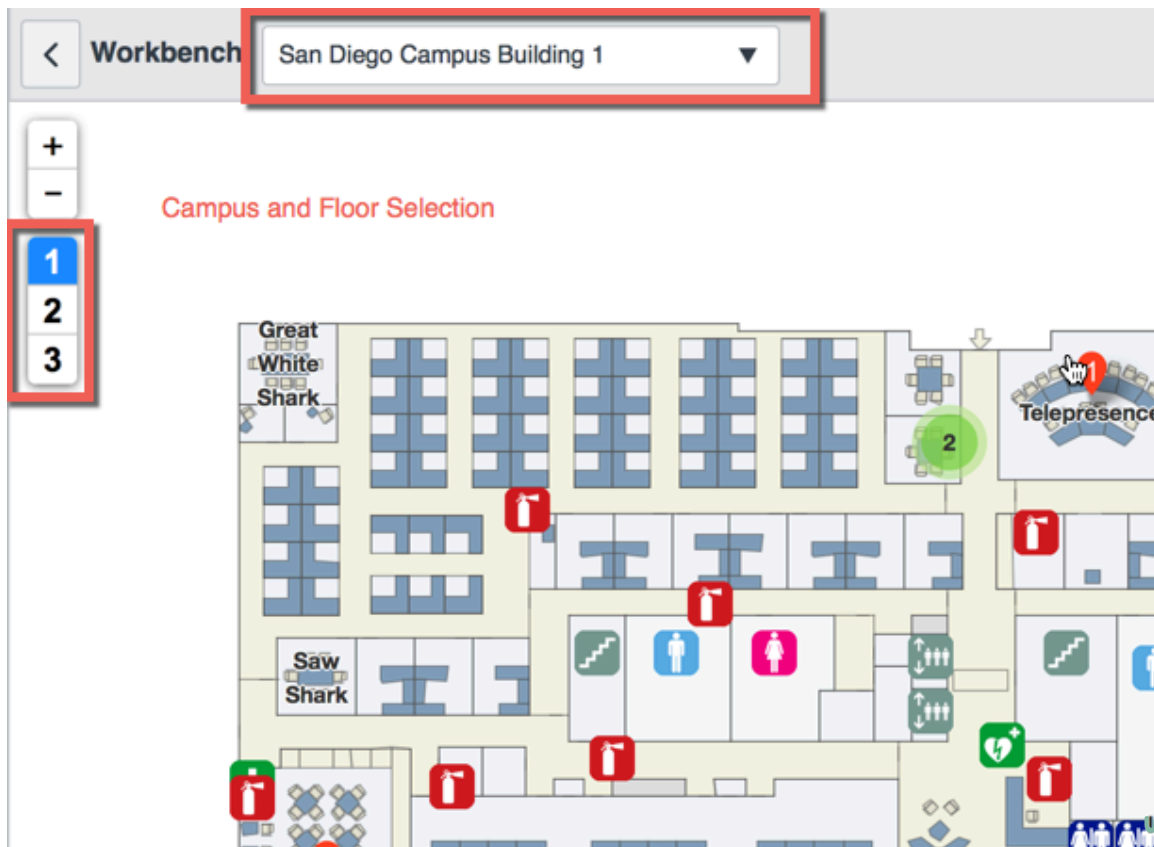 Workbench
San Diego Campus Building 1
+
−
Campus and Floor Selection
1
2
3
Great
White
Shark
1
Telepresence
2
Saw
Shark